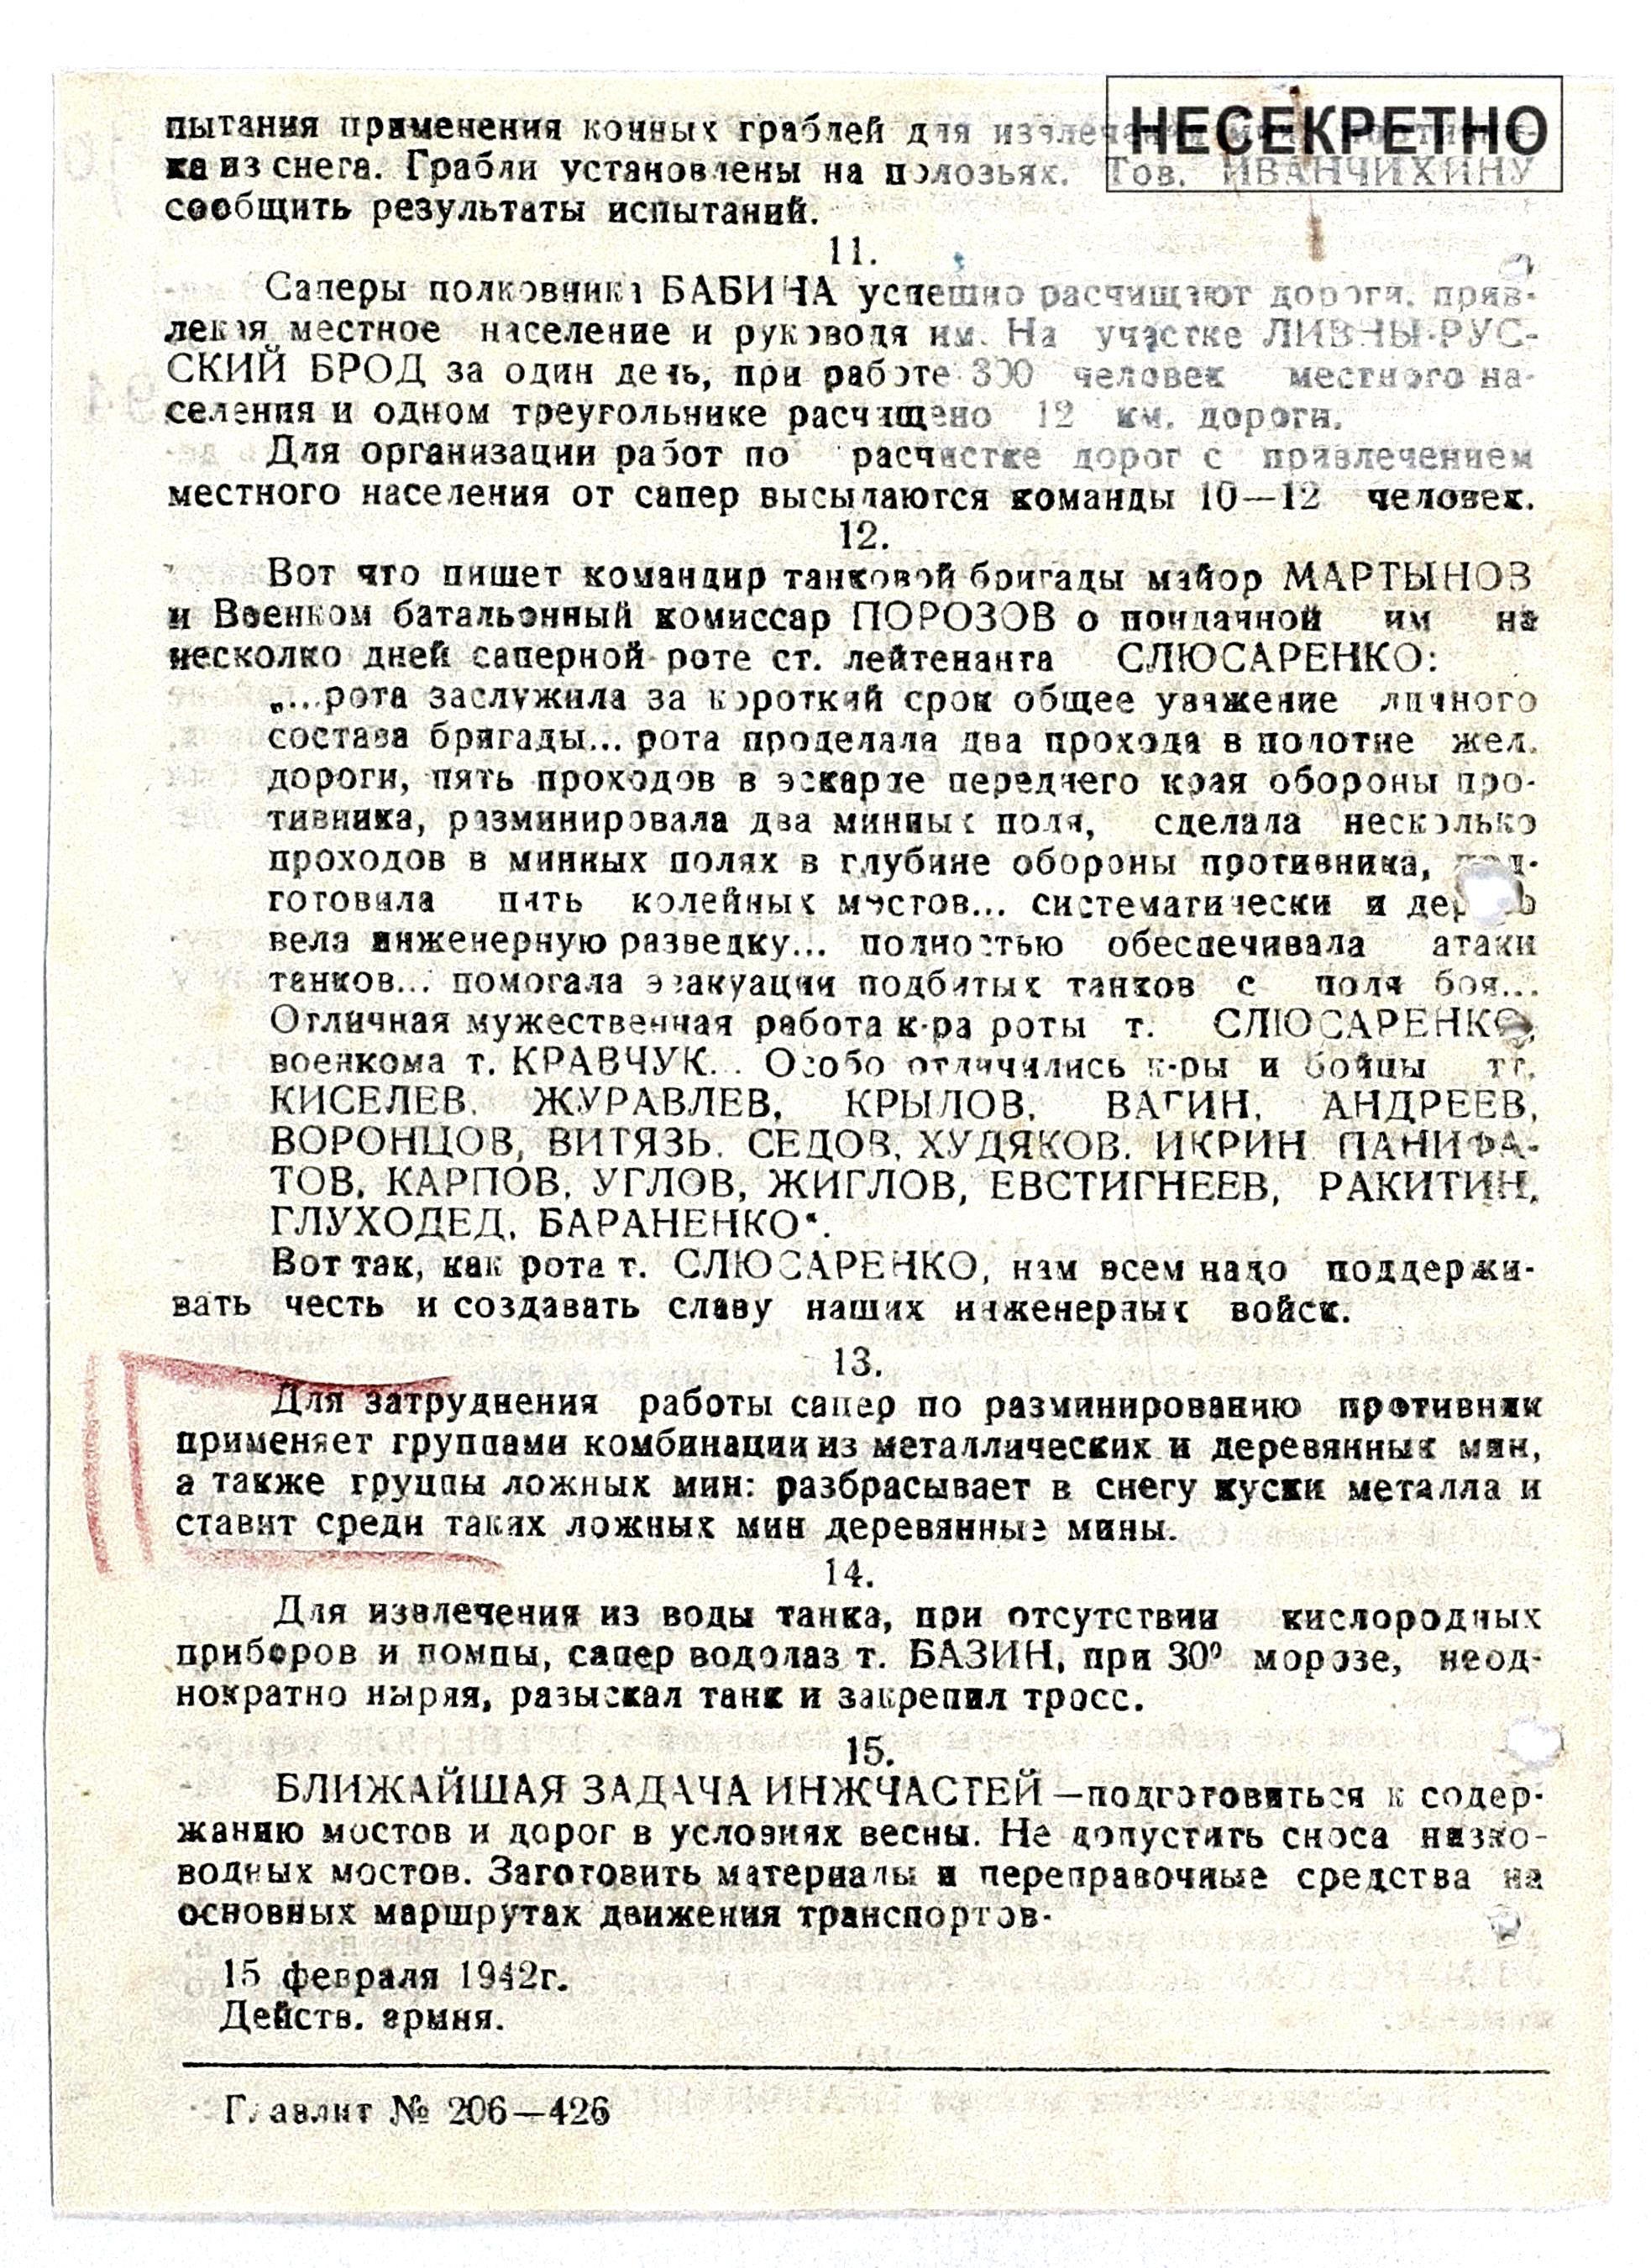 НЕСЕКРЕТНО
пытания применения конных граблей для извлечения мин противни-
ка из снега. Грабли установлены на полозьях. Тов. ИВАНЧИХИНУ
сообщить результаты испытаний.
11.
Саперы полковника БАБИНА успешно расчищают дороги, прив-
лекая местное население и руководя им. На участке ЛИВНЫ-РУС-
СКИЙ БРОД за один день, при работе 300 человек местного на-
селения и одном треугольнике расчищено 12 км. дороги.
Для организации работ по расчистке дорог с привлечением
местного населения от сапер высылаются команды 10—12 человек.
12.
Вот что пишет командир танковой бригады майор МАРТЫНОВ
и Военком батальонный комиссар ПОРОЗОВ о приданной им на
несколко дней саперной роте ст. лейтенанта СЛЮСАРЕНКО:
„...рота заслужила за короткий срок общее уважение личного
состава бригады... рота проделала два прохода в полотне жел.
дороги, пять проходов в эскарпе переднего края обороны про-
тивника, разминировала два минных поля, сделала несколько
проходов в минных полях в глубине обороны противника, под-
готовила пять колейных мостов... систематически и
вела инженерную разведку... полностью обеспечивала атаки
танков... помогала эвакуации подбитых танков с поля боя...
Отличная мужественная работа к-ра роты т. СЛЮСАРЕНКО,
военкома т. КРАВЧУК... Особо отличились к-ры и бойцы тт.
КИСЕЛЕВ, ЖУРАВЛЕВ, КРЫЛОВ, ВАГИН, АНДРЕЕВ,
ВОРОНЦОВ, ВИТЯЗЬ, СЕДОВ, ХУДЯКОВ, ИКРИН, ПАНИФА-
ТОВ, КАРПОВ, УГЛОВ, ЖИГЛОВ, ЕВСТИГНЕЕВ, РАКИТИН,
ГЛУХОДЕД, БАРАНЕНКО“.
Вот так, как рота т. СЛЮСАРЕНКО, нам всем надо поддержи-
вать честь и создавать славу наших инженерных войск.
13.
Для затруднения работы сапер по разминированию противник
применяет группами комбинации из металлических и деревянных мин,
а также группы ложных мин: разбрасывает в снегу куски металла и
ставит среди таких ложных мин деревянные мины.
14.
Для извлечения из воды танка, при отсутствии кислородных
приборов и помпы, сапер водолаз т. БАЗИН, при 30° морозе, неод-
нократно ныряя, разыскал танк и закрепил тросс.
15.
БЛИЖАЙШАЯ ЗАДАЧА ИНЖЧАСТЕЙ—подготовиться к содер-
жанию мостов и дорог в условиях весны. Не допустить сноса низко-
водных мостов. Заготовить материалы и переправочные средства на
основных маршрутах движения транспортов.
15 февраля 1942г.
Действ. армия.
Главлит № 206—426